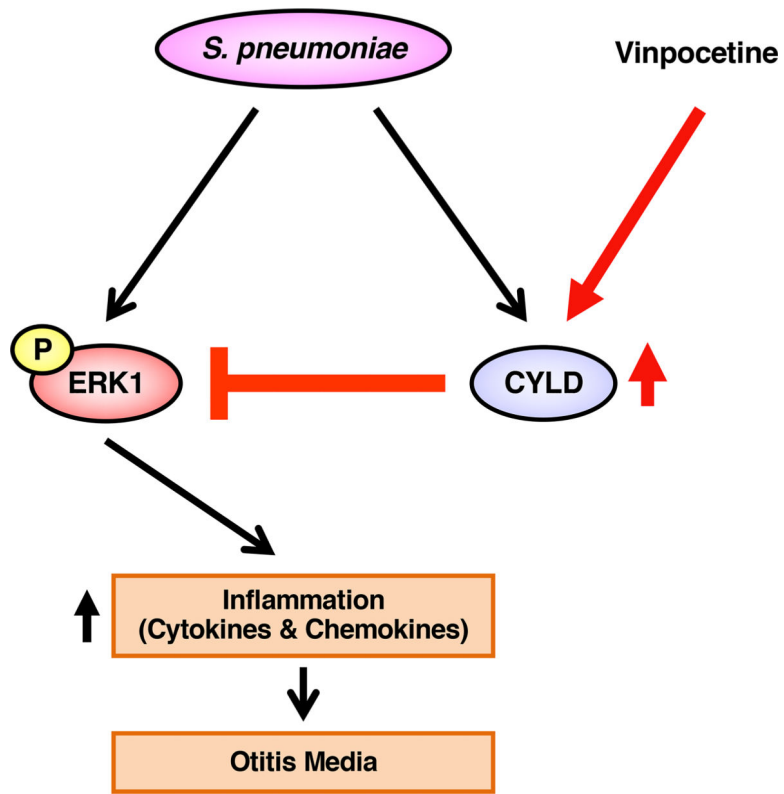 S. pneumoniae
Vinpocetine
P
ERK1
CYLD
Inflammation
(Cytokines & Chemokines)
Otitis Media